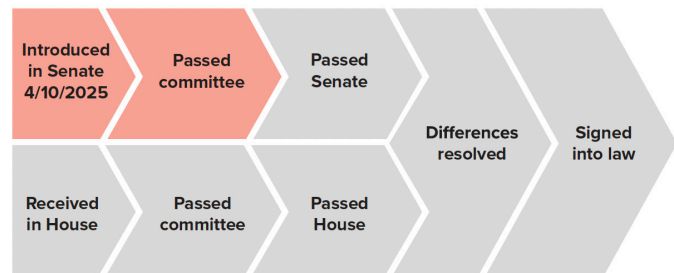 Introduced
in Senate
4/10/2025
Passed
committee
Passed
Senate
Differences
resolved
Signed
into law
Received
in House
Passed
committee
Passed
House